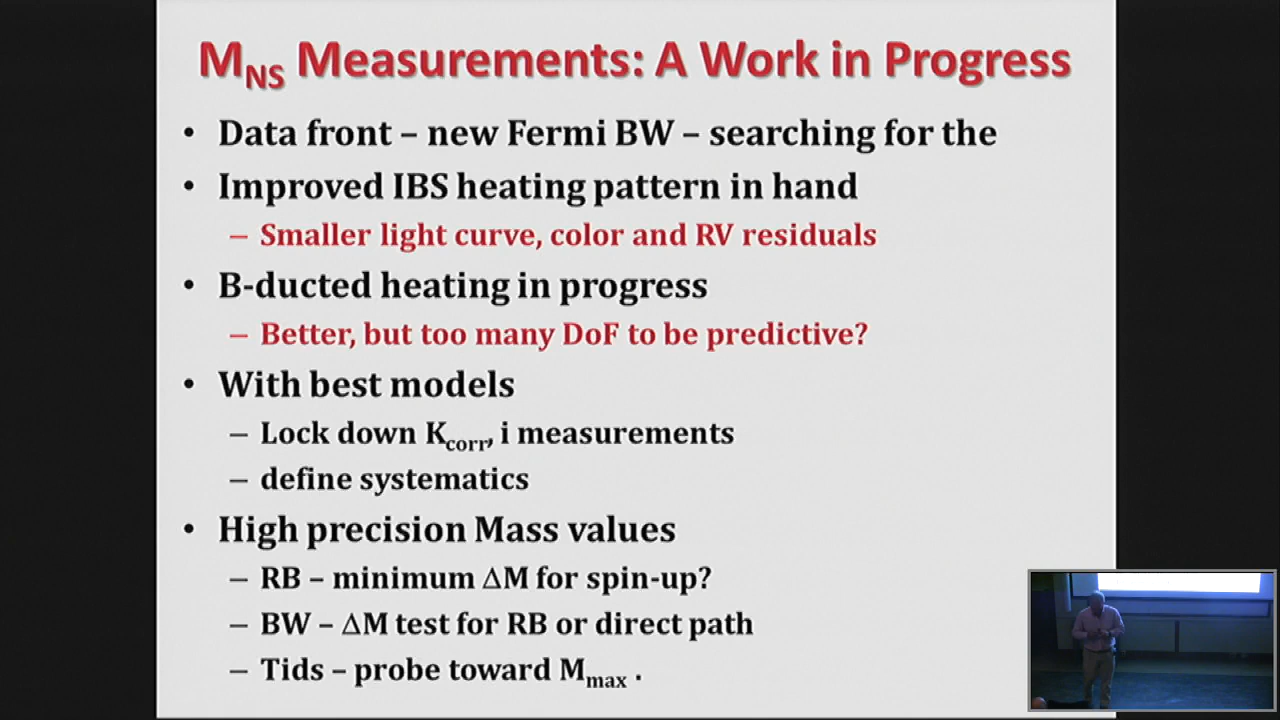 M_NS Measurements: A Work in Progress
• Data front – new Fermi BW – searching for the
• Improved IBS heating pattern in hand
– Smaller light curve, color and RV residuals
• B-ducted heating in progress
– Better, but too many DoF to be predictive?
• With best models
– Lock down K_corr, i measurements
– define systematics
• High precision Mass values
– RB – minimum ΔM for spin-up?
– BW – ΔM test for RB or direct path
– Tids – probe toward M_max .